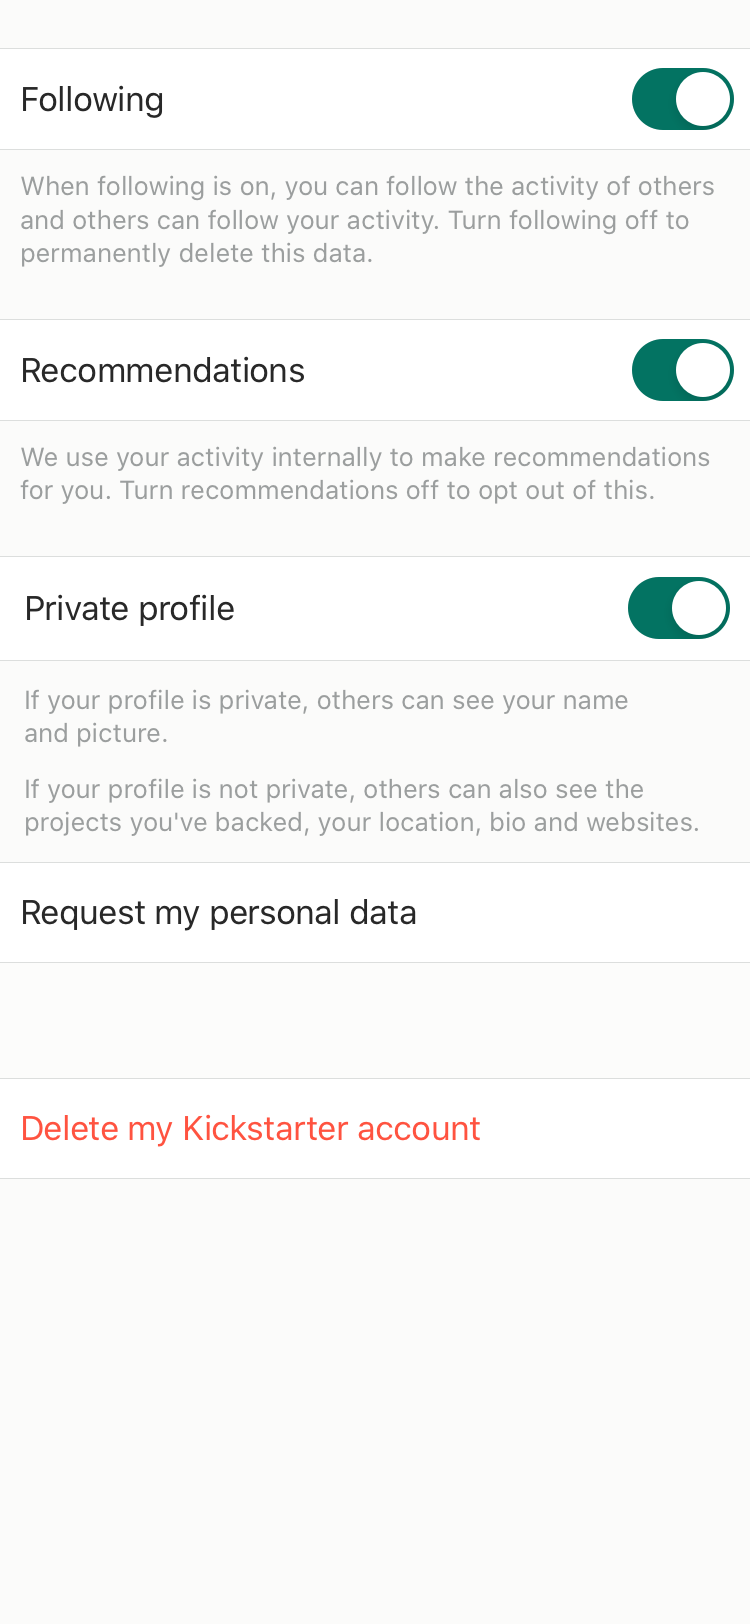 Following
When following is on, you can follow the activity of others
and others can follow your activity. Turn following off to
permanently delete this data.
Recommendations
We use your activity internally to make recommendations
for you. Turn recommendations off to opt out of this.
Private profile
If your profile is private, others can see your name
and picture.
If your profile is not private, others can also see the
projects you've backed, your location, bio and websites.
Request my personal data
Delete my Kickstarter account